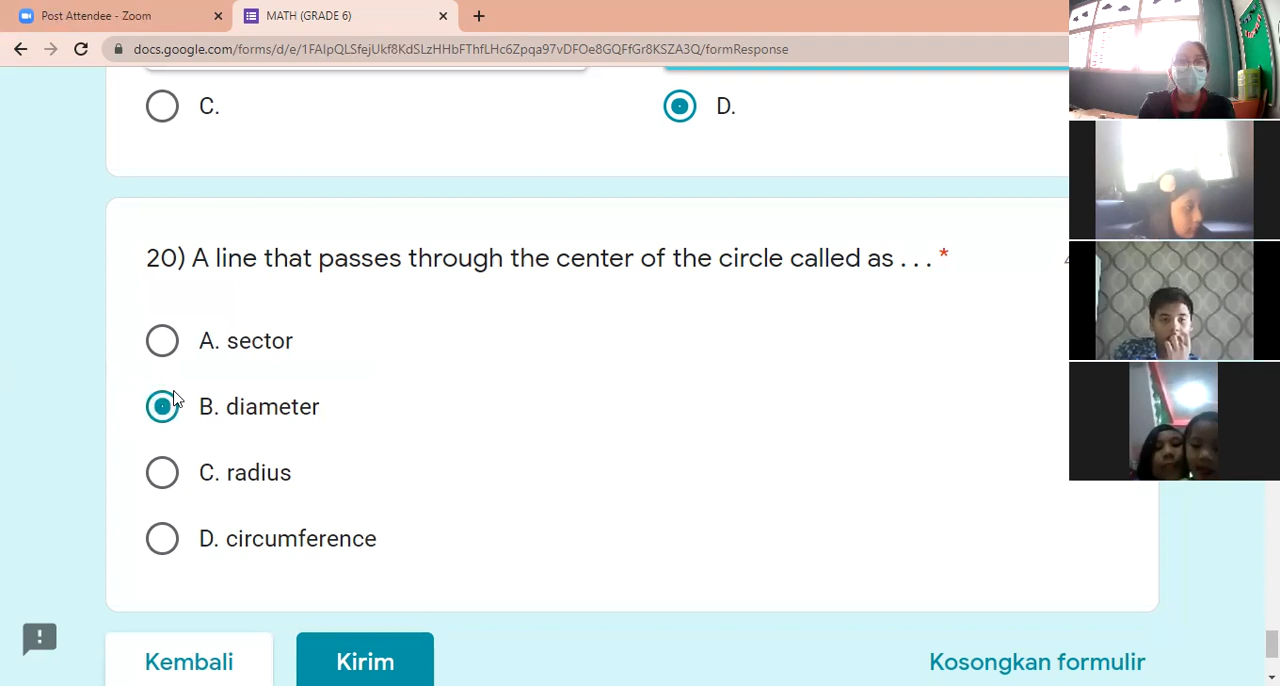 Post Attendee - Zoom
MATH (GRADE 6)
docs.google.com/forms/d/e/1FAIpQLSfejUkf8KdSLzHHbFThfLHc6Zpqa97vDFOe8GQFfGr8KSZA3Q/formResponse
C.
D.
20) A line that passes through the center of the circle called as . . . *
A. sector
B. diameter
C. radius
D. circumference
Kembali
Kirim
Kosongkan formulir